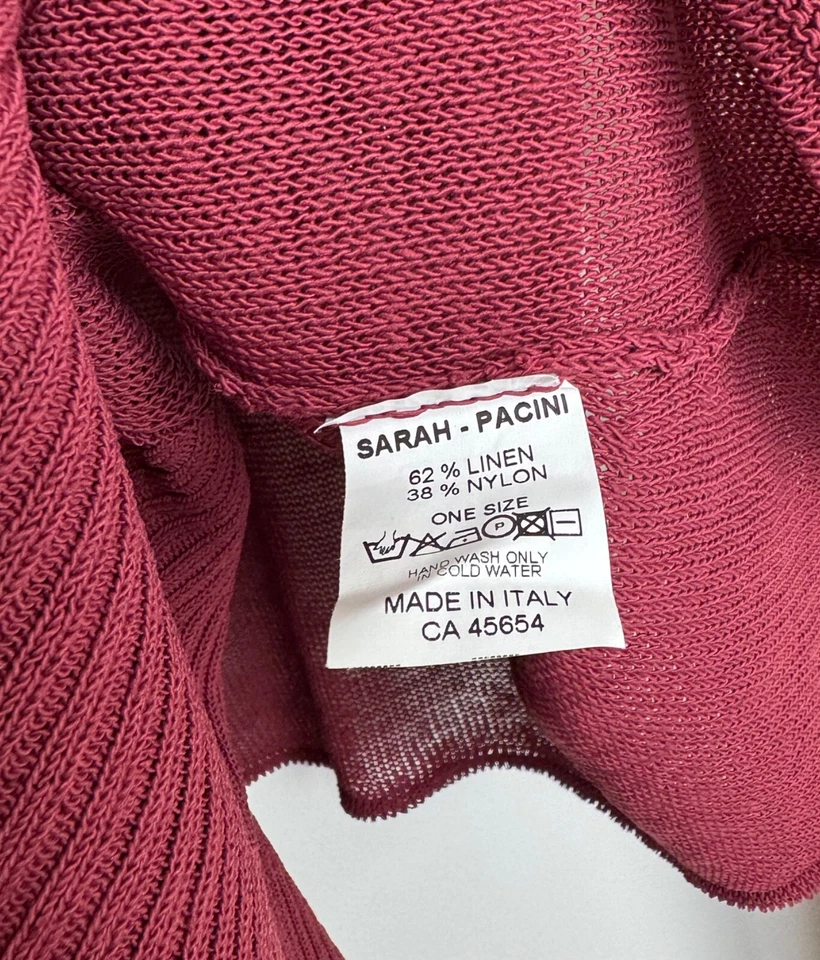 SARAH - PACINI
62 % LINEN
38 % NYLON
ONE SIZE
P
HAND WASH ONLY
IN COLD WATER
MADE IN ITALY
CA 45654